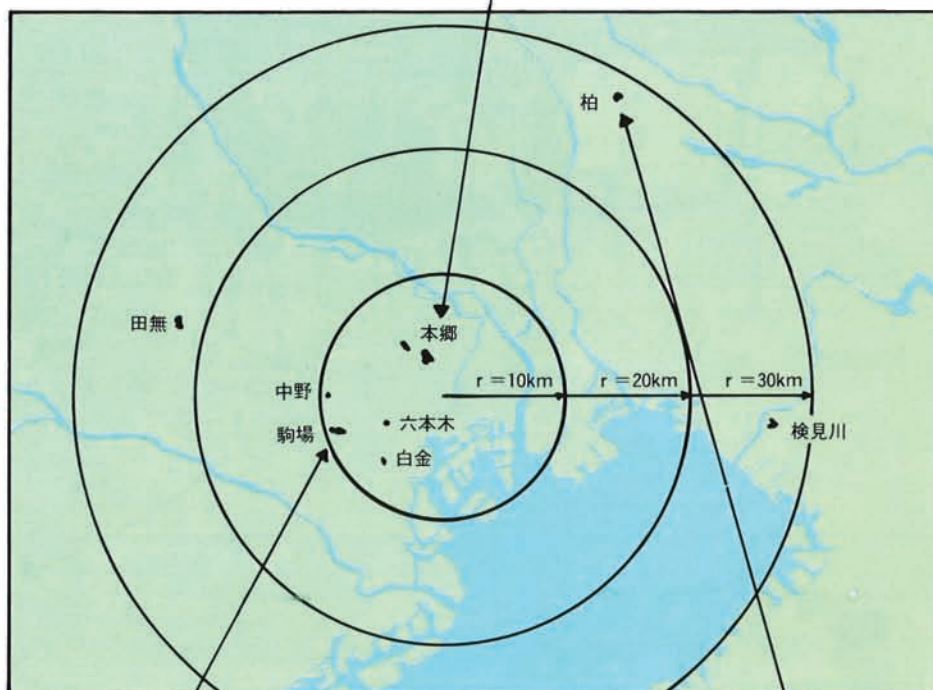 柏
田無
本郷
中野
r =10km
r =20km
r =30km
駒場
六本木
検見川
白金